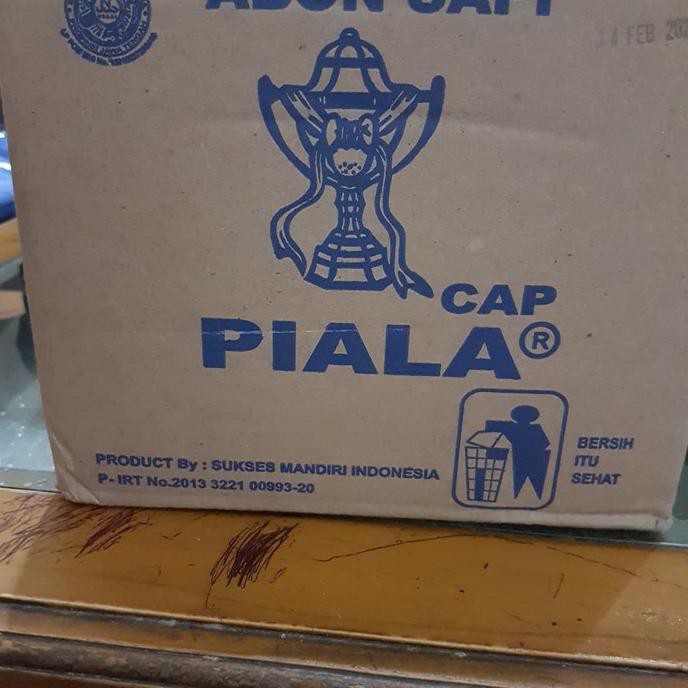 ABON SAPI
14 FEB
CAP
PIALA®
PRODUCT By : SUKSES MANDIRI INDONESIA
P- IRT No.2013 3221 00993-20
BERSIH
ITU
SEHAT